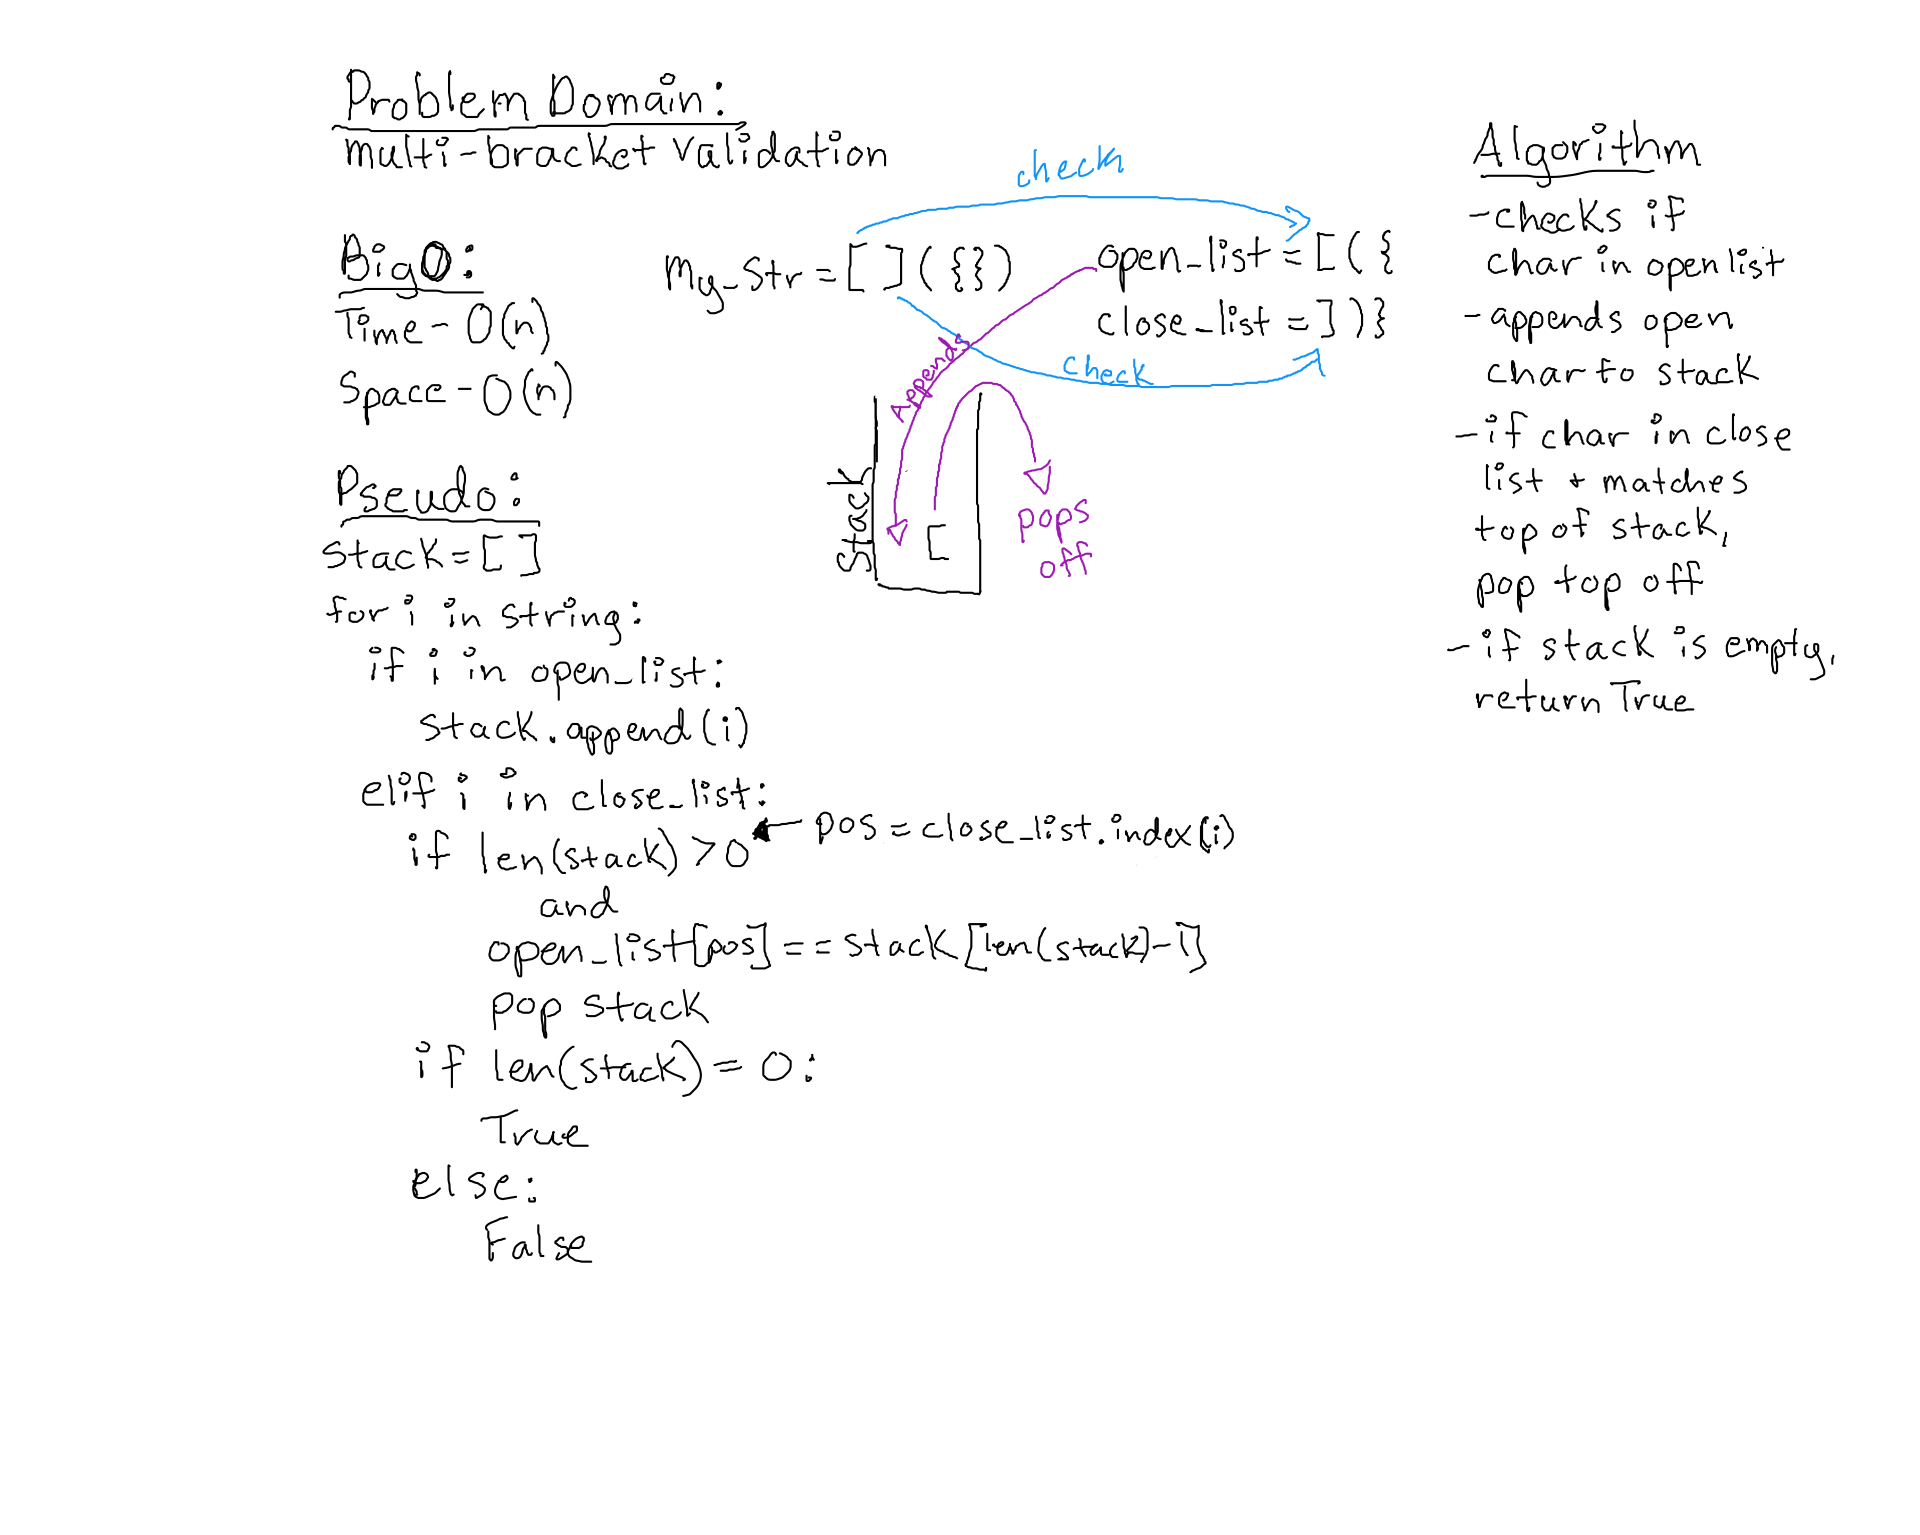 Problem Domain:
multi-bracket validation
Big O:
Time - O(n)
Space - O(n)
My_Str = [ ] ( { } )
check
open_list = [ ( {
close_list = ] ) }
check
Appends
Stack
[
pops
off
Pseudo:
stack = [ ]
for i in string:
if i in open_list:
stack.append(i)
elif i in close_list:
if len(stack) > 0
pos = close_list.index(i)
and
open_list[pos] == stack[len(stack)-1]
pop stack
if len(stack) = 0:
True
else:
False
Algorithm
- checks if
char in open list
- appends open
char to stack
- if char in close
list + matches
top of stack,
pop top off
- if stack is empty,
return True